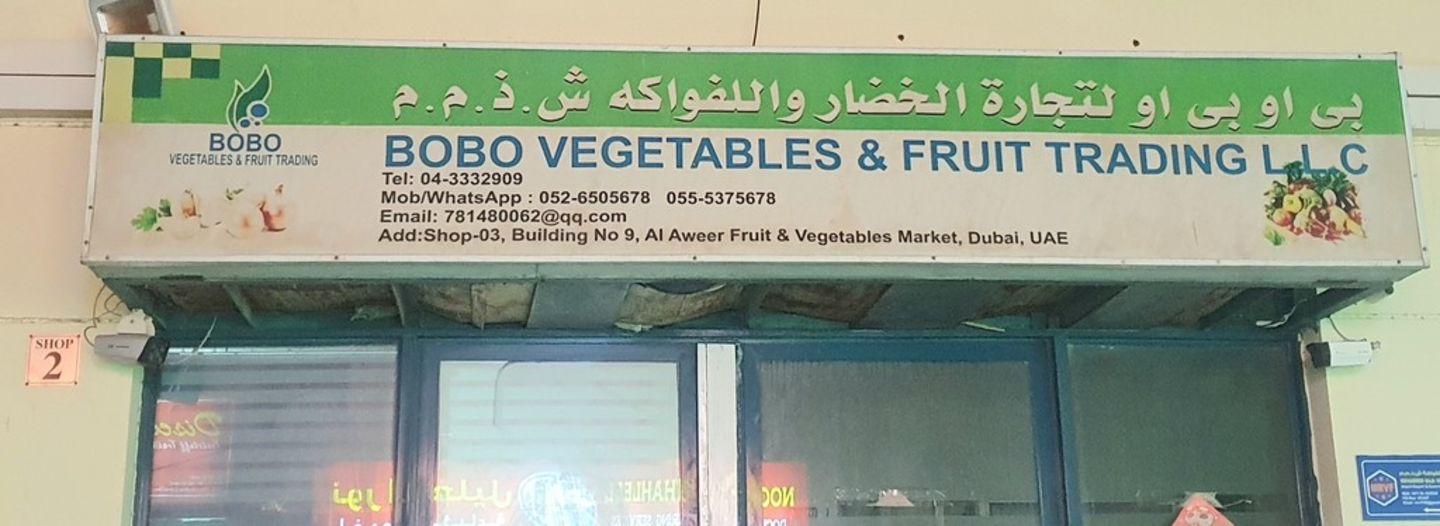 بى او بى او لتجارة الخضار واللفواكه ش.ذ.م.م
BOBO
VEGETABLES & FRUIT TRADING
BOBO VEGETABLES & FRUIT TRADING L.L.C
Tel: 04-3332909
Mob/WhatsApp : 052-6505678 055-5375678
Email: 781480062@qq.com
Add:Shop-03, Building No 9, Al Aweer Fruit & Vegetables Market, Dubai, UAE
SHOP
2